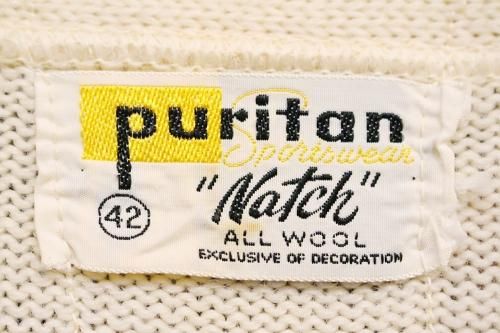 puritan
Sportswear
"Natch"
42
ALL WOOL
EXCLUSIVE OF DECORATION